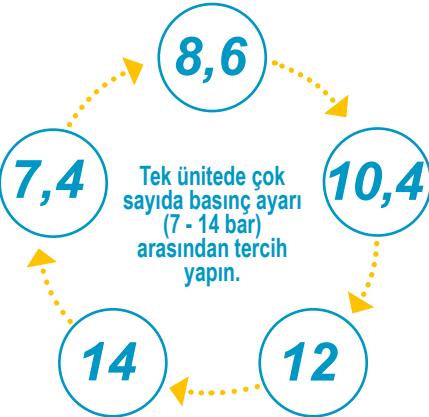 8,6
7,4
10,4
Tek ünitede çok
sayıda basınç ayarı
(7 - 14 bar)
arasından tercih
yapın.
14
12